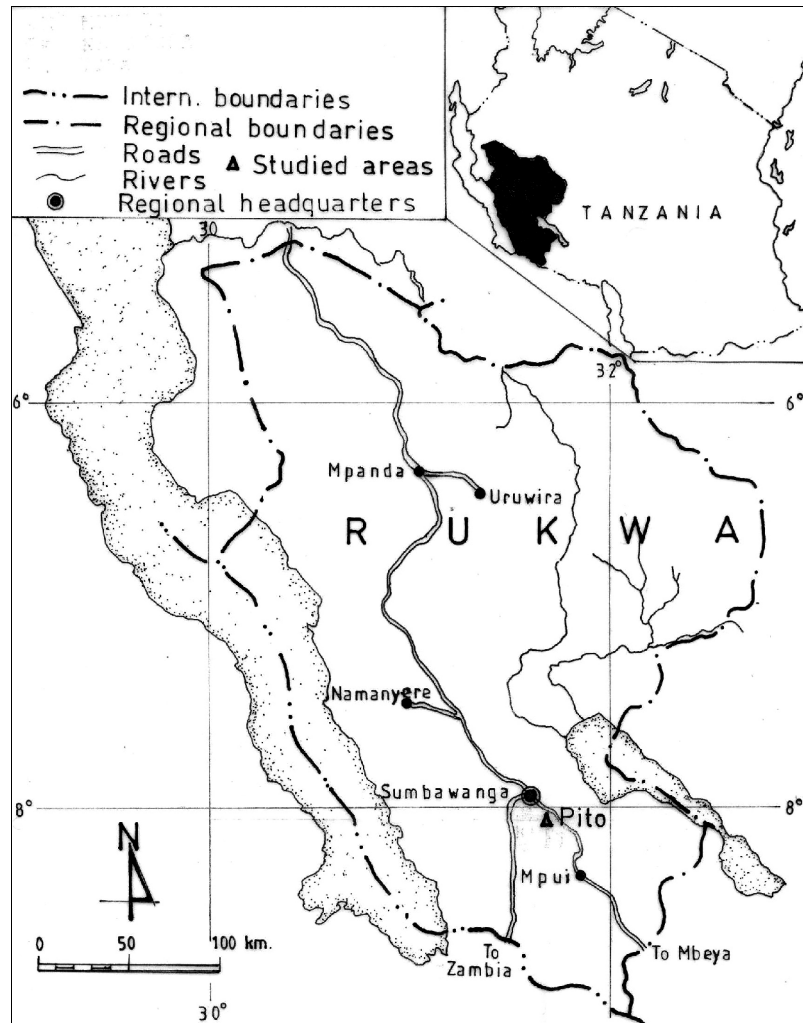 Intern. boundaries
Regional boundaries
Roads
Studied areas
Rivers
Regional headquarters
TANZANIA
30
32°
6°
6°
Mpanda
Uruwira
RUKWA
Namanyere
Sumbawanga
8°
8°
Pito
N
Mpui
0 50 100 km.
To
Zambia
To Mbeya
30°